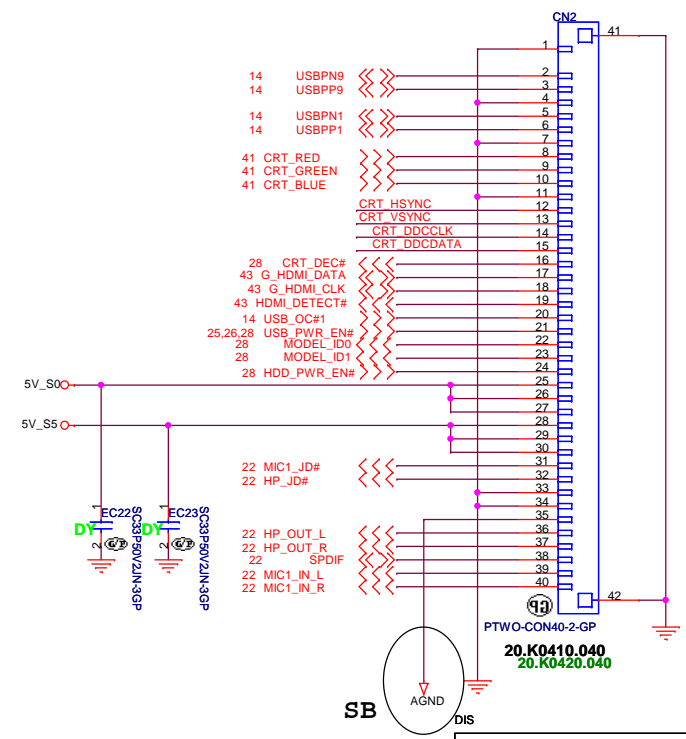 CN2
41
1
14 USBPN9 2
14 USBPP9 3
4
14 USBPN1 5
14 USBPP1 6
7
41 CRT_RED 8
41 CRT_GREEN 9
41 CRT_BLUE 10
11
CRT_HSYNC 12
CRT_VSYNC 13
CRT_DDCCLK 14
CRT_DDCDATA 15
28 CRT_DEC# 16
43 G_HDMI_DATA 17
43 G_HDMI_CLK 18
43 HDMI_DETECT# 19
14 USB_OC#1 20
25,26,28 USB_PWR_EN# 21
28 MODEL_ID0 22
28 MODEL_ID1 23
28 HDD_PWR_EN# 24
5V_S0 25
26
27
5V_S5 28
29
30
22 MIC1_JD# 31
22 HP_JD# 32
33
34
35
22 HP_OUT_L 36
22 HP_OUT_R 37
22 SPDIF 38
22 MIC1_IN_L 39
22 MIC1_IN_R 40
42
1
EC22
DY
2
SC33P50V2JN-3GP
1
EC23
DY
2
SC33P50V2JN-3GP
GP
PTWO-CON40-2-GP
20.K0410.040
20.K0420.040
SB
AGND
DIS